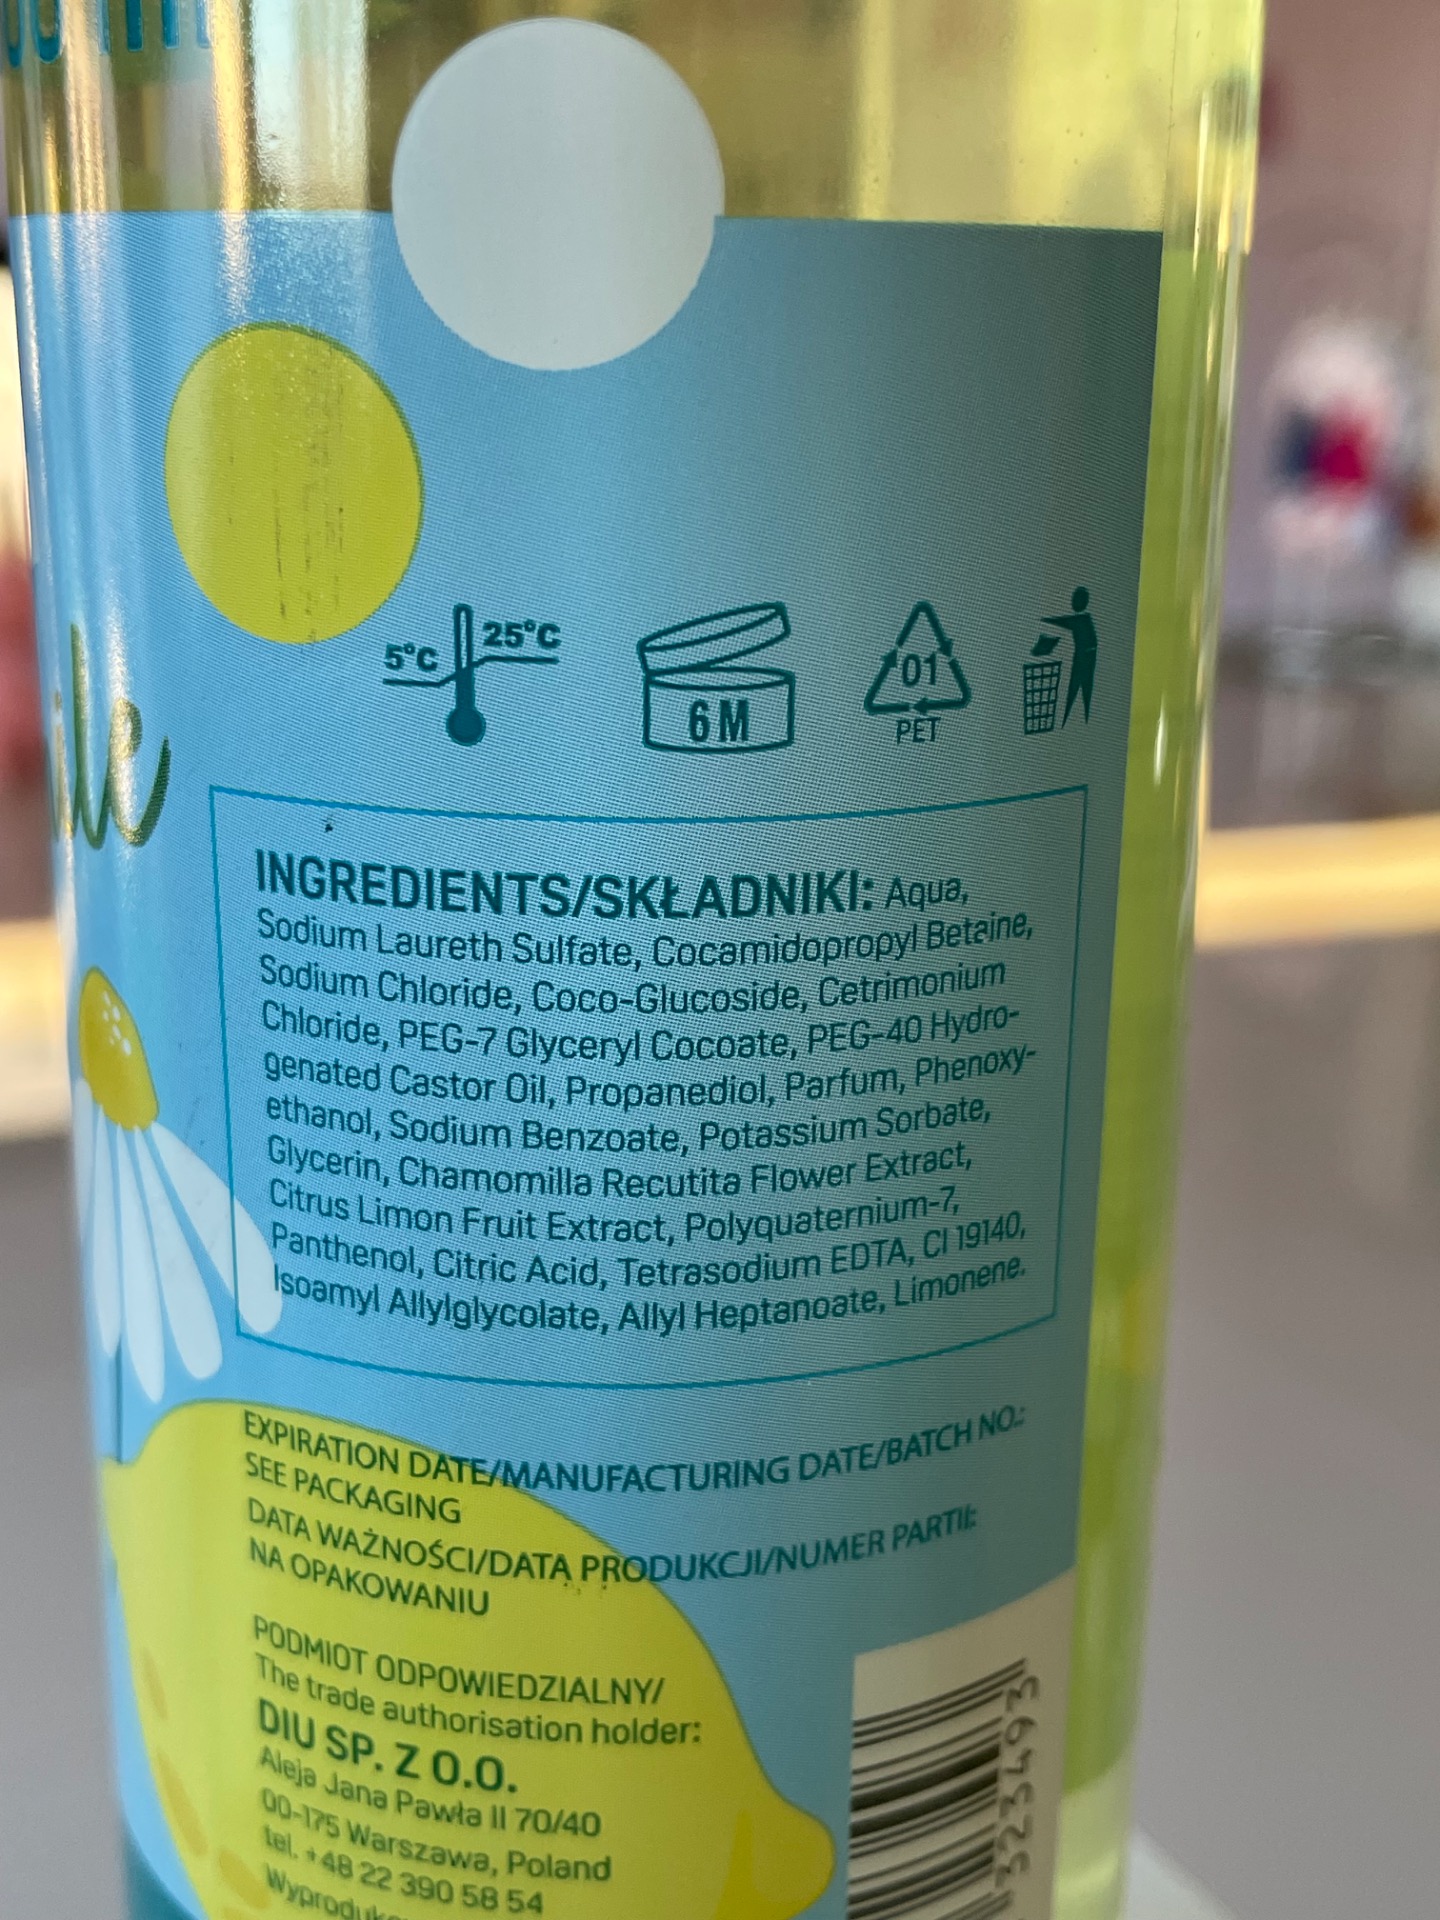 5°C 25°C
6M
01
PET
INGREDIENTS/SKŁADNIKI: Aqua,
Sodium Laureth Sulfate, Cocamidopropyl Betaine,
Sodium Chloride, Coco-Glucoside, Cetrimonium
Chloride, PEG-7 Glyceryl Cocoate, PEG-40 Hydro-
genated Castor Oil, Propanediol, Parfum, Phenoxy-
ethanol, Sodium Benzoate, Potassium Sorbate,
Glycerin, Chamomilla Recutita Flower Extract,
Citrus Limon Fruit Extract, Polyquaternium-7,
Panthenol, Citric Acid, Tetrasodium EDTA, CI 19140,
Isoamyl Allylglycolate, Allyl Heptanoate, Limonene.
EXPIRATION DATE/MANUFACTURING DATE/BATCH NO.:
SEE PACKAGING
DATA WAŻNOŚCI/DATA PRODUKCJI/NUMER PARTII:
NA OPAKOWANIU
PODMIOT ODPOWIEDZIALNY/
The trade authorisation holder:
DIU SP. Z O.O.
Aleja Jana Pawła II 70/40
00-175 Warszawa, Poland
tel. +48 22 390 58 54
323493